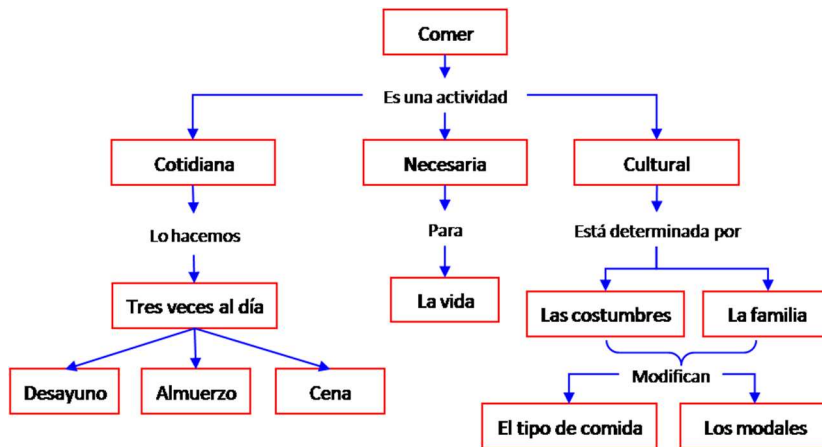 Comer
Es una actividad
Cotidiana
Necesaria
Cultural
Lo hacemos
Para
Está determinada por
Tres veces al día
La vida
Las costumbres
La familia
Desayuno
Almuerzo
Cena
Modifican
El tipo de comida
Los modales